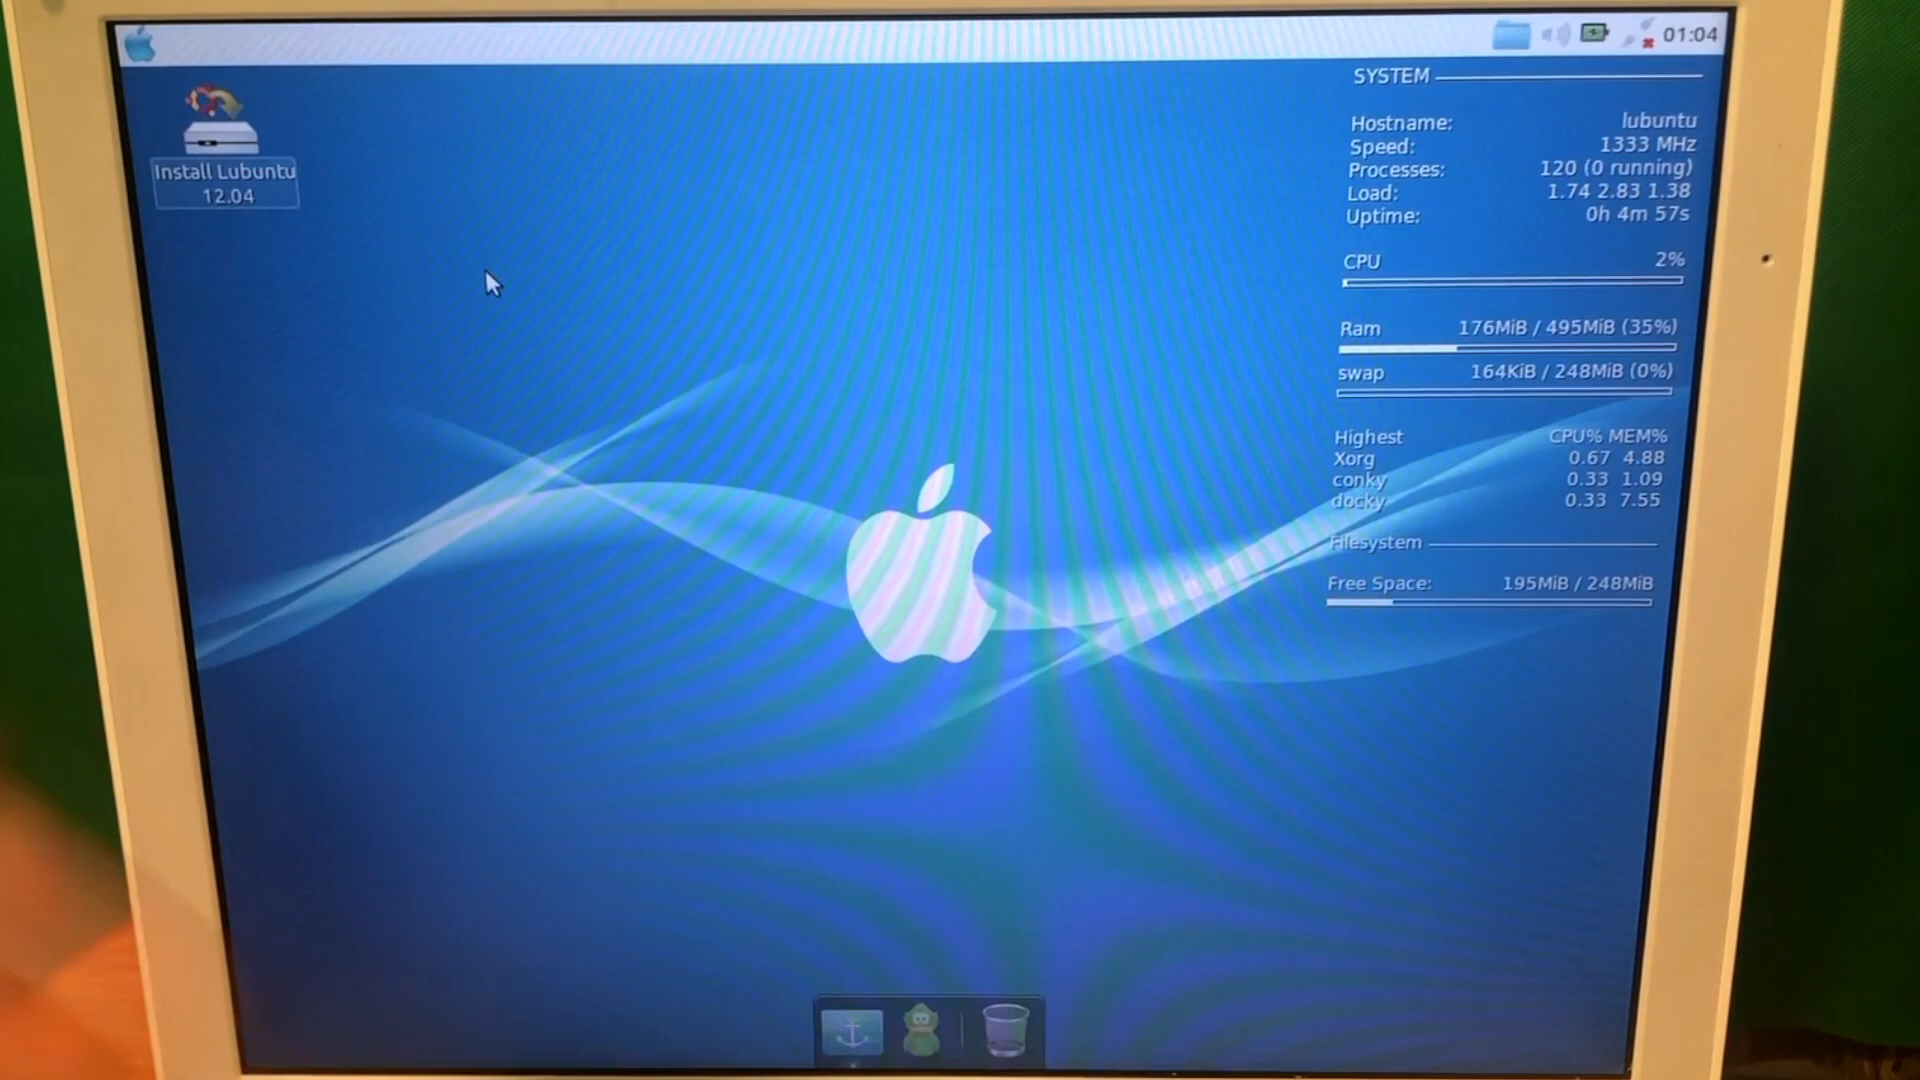 01:04
SYSTEM
Install Lubuntu
12.04
Hostname: lubuntu
Speed: 1333 MHz
Processes: 120 (0 running)
Load: 1.74 2.83 1.38
Uptime: 0h 4m 57s
CPU 2%
Ram 176MiB / 495MiB (35%)
swap 164KiB / 248MiB (0%)
Highest CPU% MEM%
Xorg 0.67 4.88
conky 0.33 1.09
docky 0.33 7.55
Filesystem
Free Space: 195MiB / 248MiB